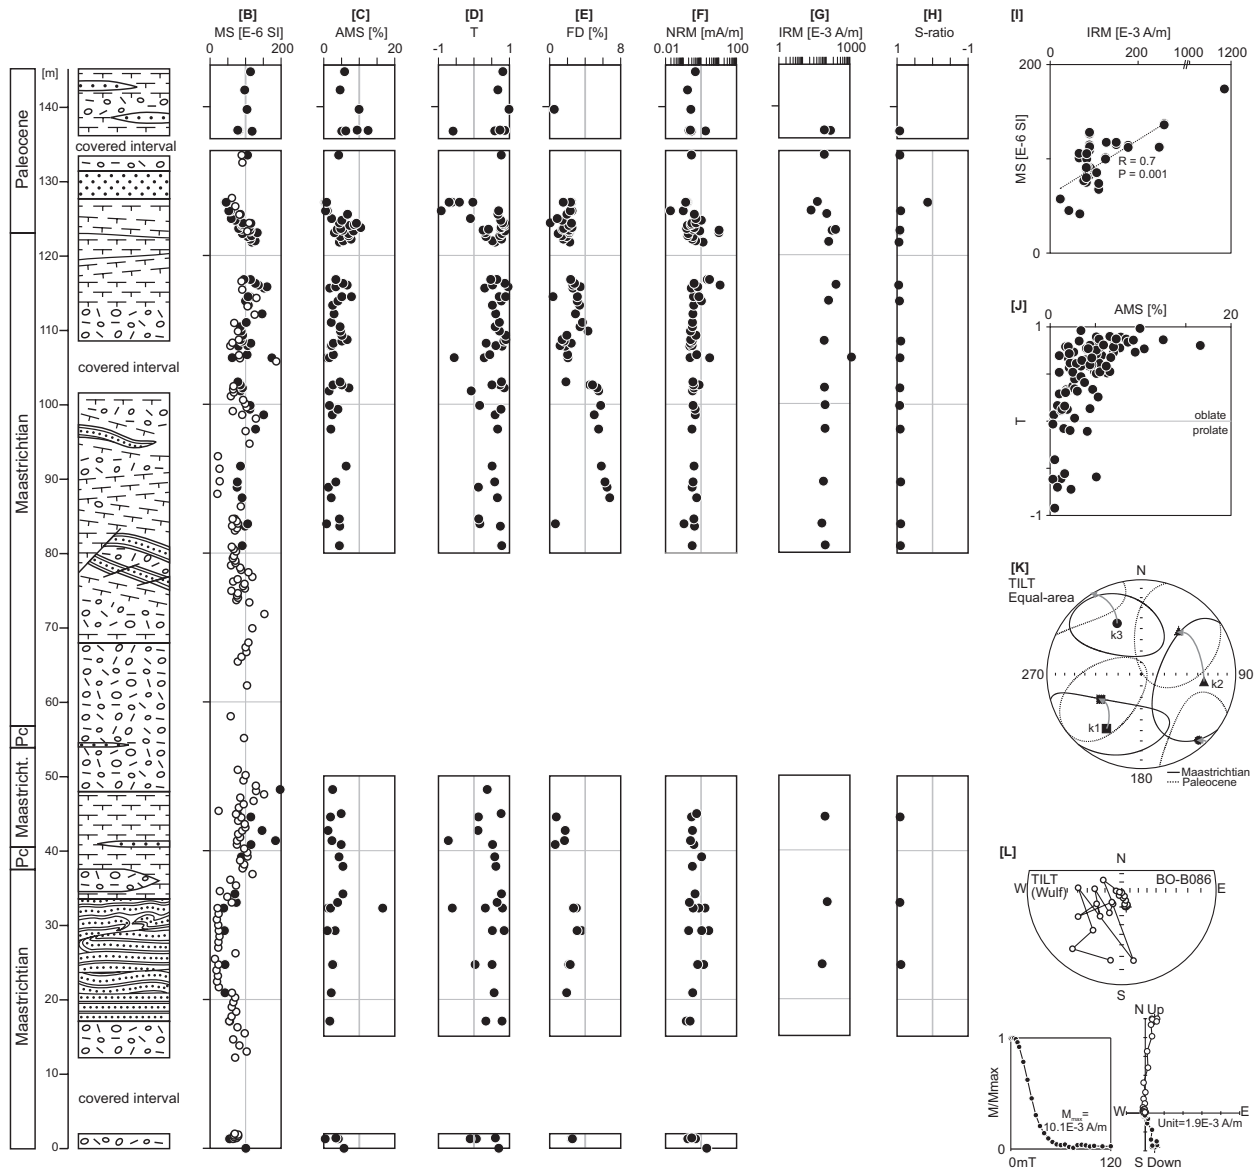 [B] [C] [D] [E] [F] [G] [H] [I]
MS [E-6 SI] AMS [%] T FD [%] NRM [mA/m] IRM [E-3 A/m] S-ratio IRM [E-3 A/m]
0 200 0 20 -1 1 0 8 0.01 100 1 1000 1 -1 0 200 1000 1200
[m]
140
130
120
110
100
90
80
70
60
50
40
30
20
10
0
Paleocene
Maastrichtian
Pc
Maastricht.
Pc
Maastrichtian
covered interval
covered interval
covered interval
200
MS [E-6 SI]
100
0
R = 0.7
P = 0.001
[J] AMS [%]
0 20
1
T
-1
oblate
prolate
[K]
TILT
Equal-area
N
270 90
180
k3
k2
k1
Maastrichtian
Paleocene
[L]
N
TILT
(Wulf)
BO-B086
W E
S
N Up
1
M/Mmax
0
Mmax=
10.1E-3 A/m
0mT 120
W E
Unit=1.9E-3 A/m
S Down